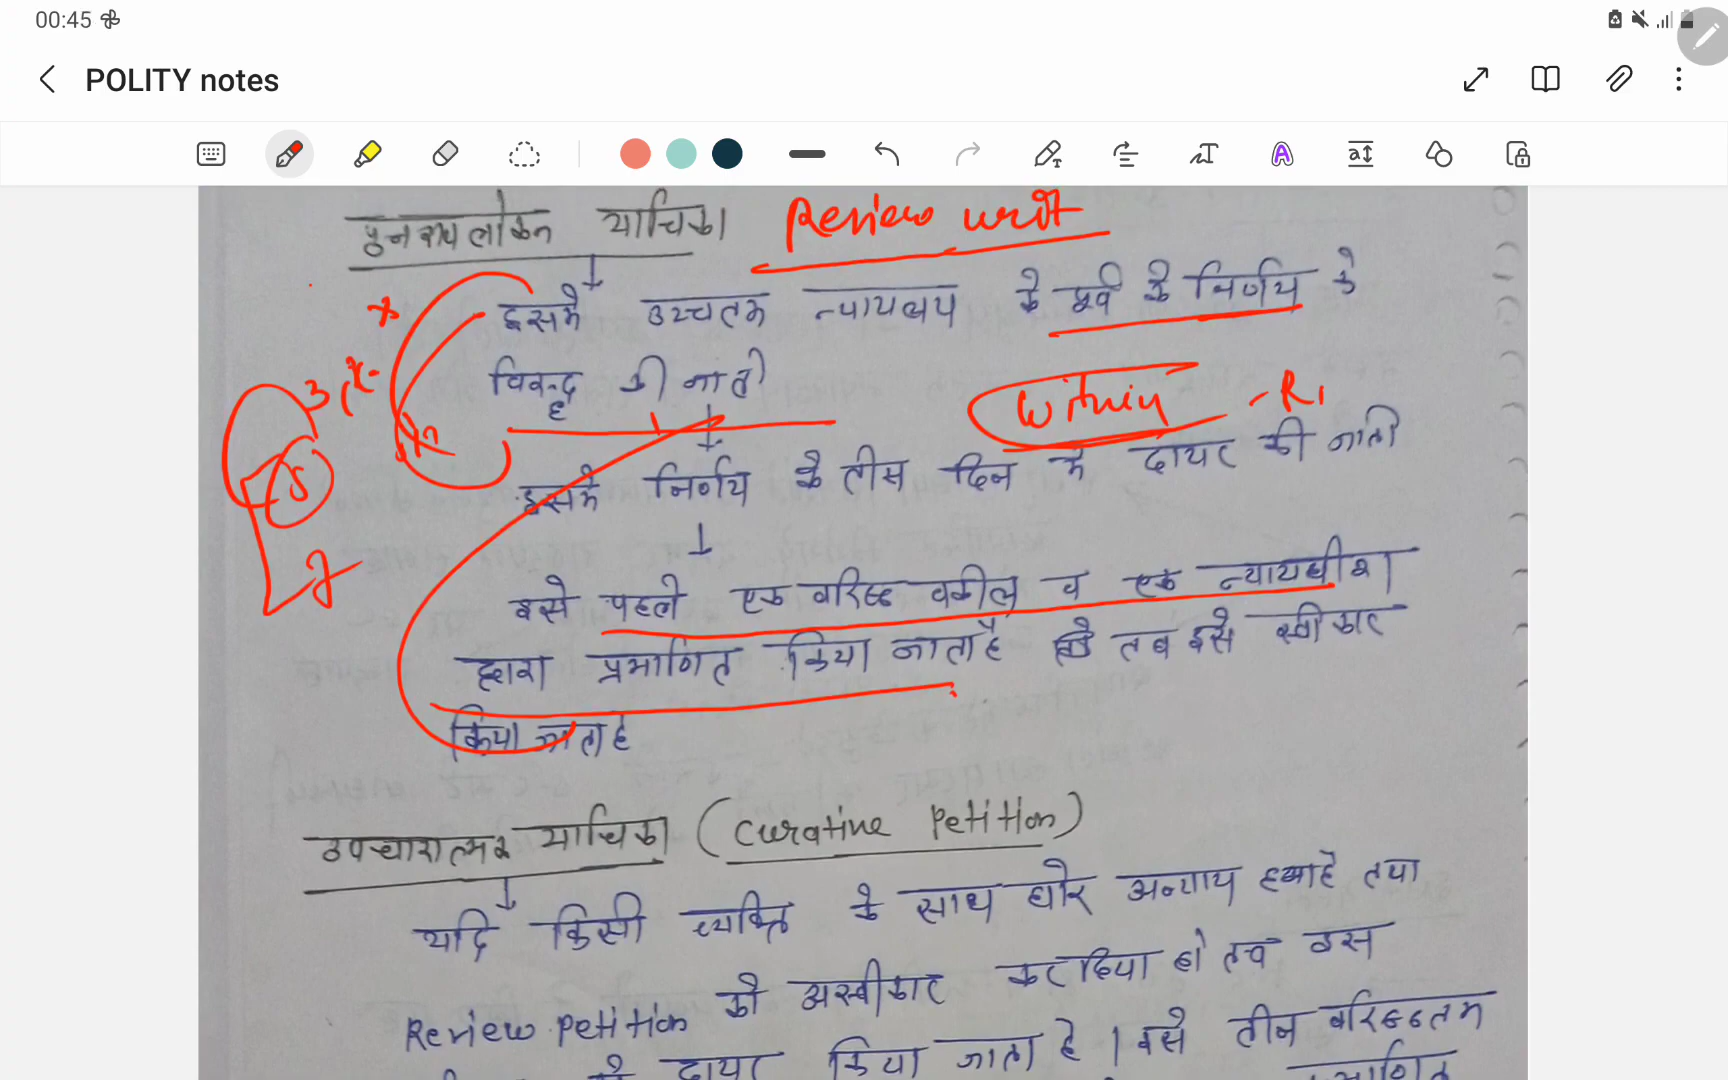 00:45
POLITY notes
पुनरावलोकन याचिका Review writ
इसमें उच्चतम न्यायालय के पूर्व के निर्णय के
विरुद्ध की जाती
है
Within - R1
इसमें निर्णय के तीस दिन में दायर की जाती
इसे पहले एक वरिष्ठ वकील व एक न्यायधीश
द्वारा प्रमाणित किया जाता है तब इसे स्वीकार
किया जाता है
उपचारात्मक याचिका (Curative Petition)
यदि किसी व्यक्ति के साथ घोर अन्याय हुआ है तथा
Review Petition को अस्वीकार कर दिया हो तब उस
दायर किया जाता है । इसे तीन वरिष्ठतम